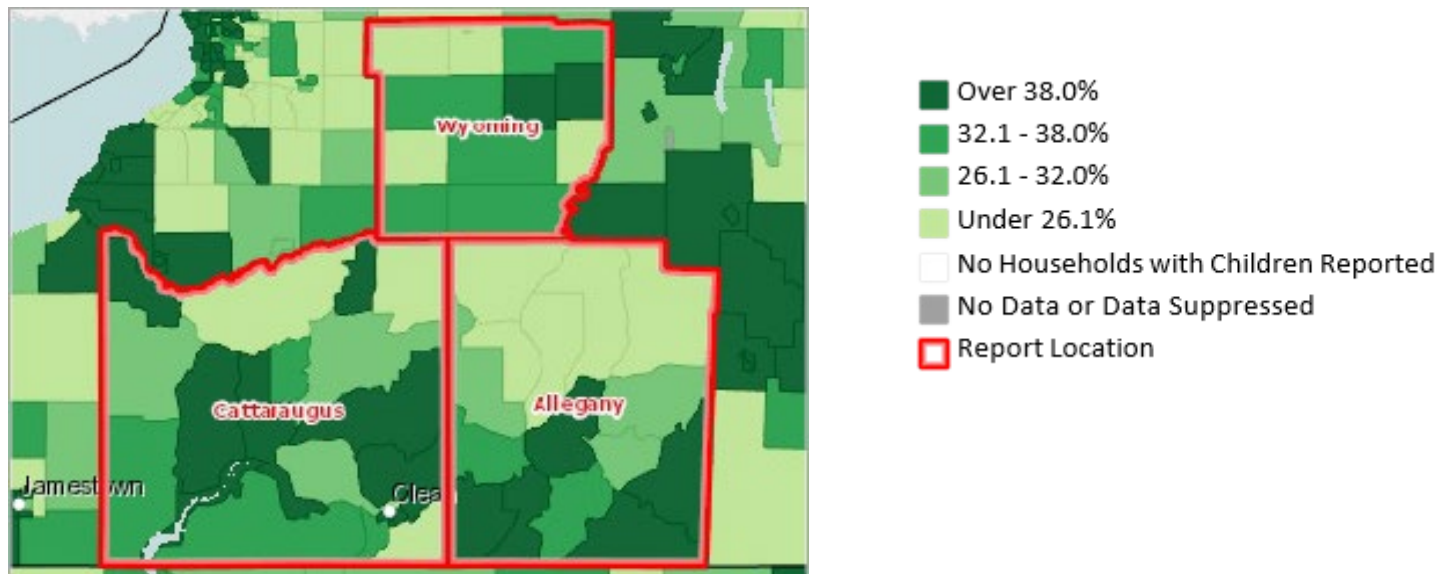 Wyoming
Cattaraugus
Allegany
Jamestown
Olean
Over 38.0%
32.1 - 38.0%
26.1 - 32.0%
Under 26.1%
No Households with Children Reported
No Data or Data Suppressed
Report Location